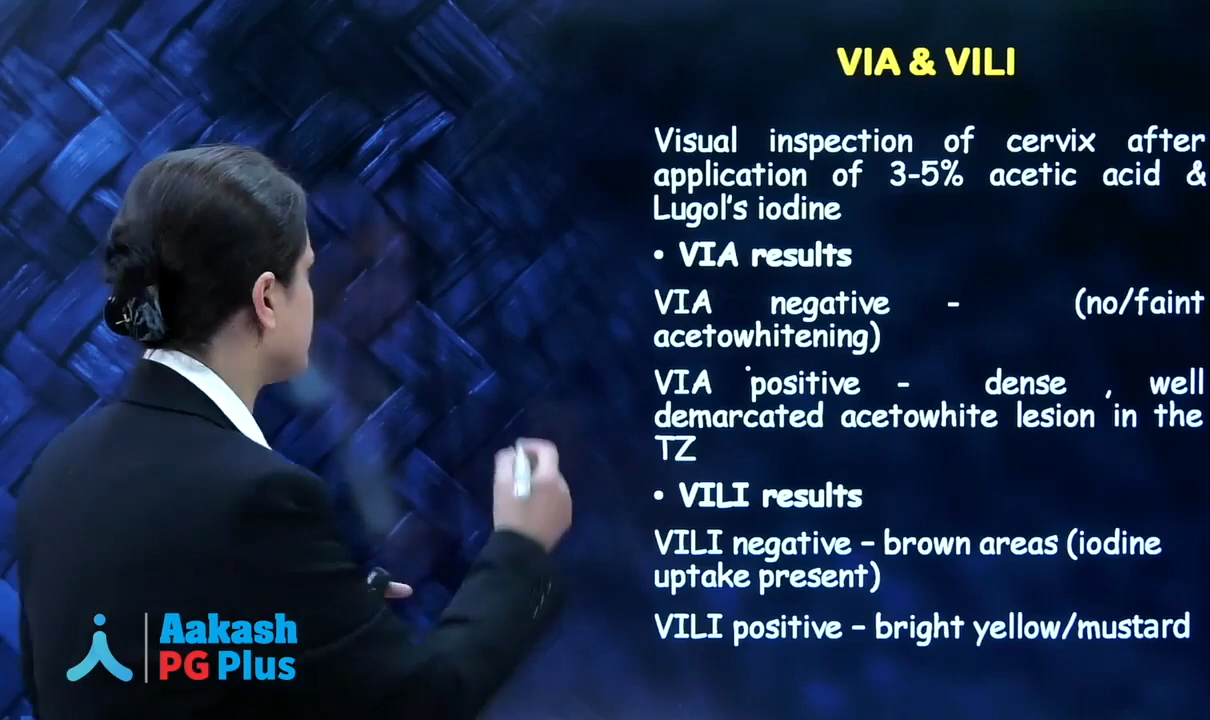 VIA & VILI
Visual inspection of cervix after
application of 3-5% acetic acid &
Lugol's iodine
• VIA results
VIA negative - (no/faint
acetowhitening)
VIA positive - dense , well
demarcated acetowhite lesion in the
TZ
• VILI results
VILI negative – brown areas (iodine
uptake present)
VILI positive – bright yellow/mustard
Aakash
PG Plus